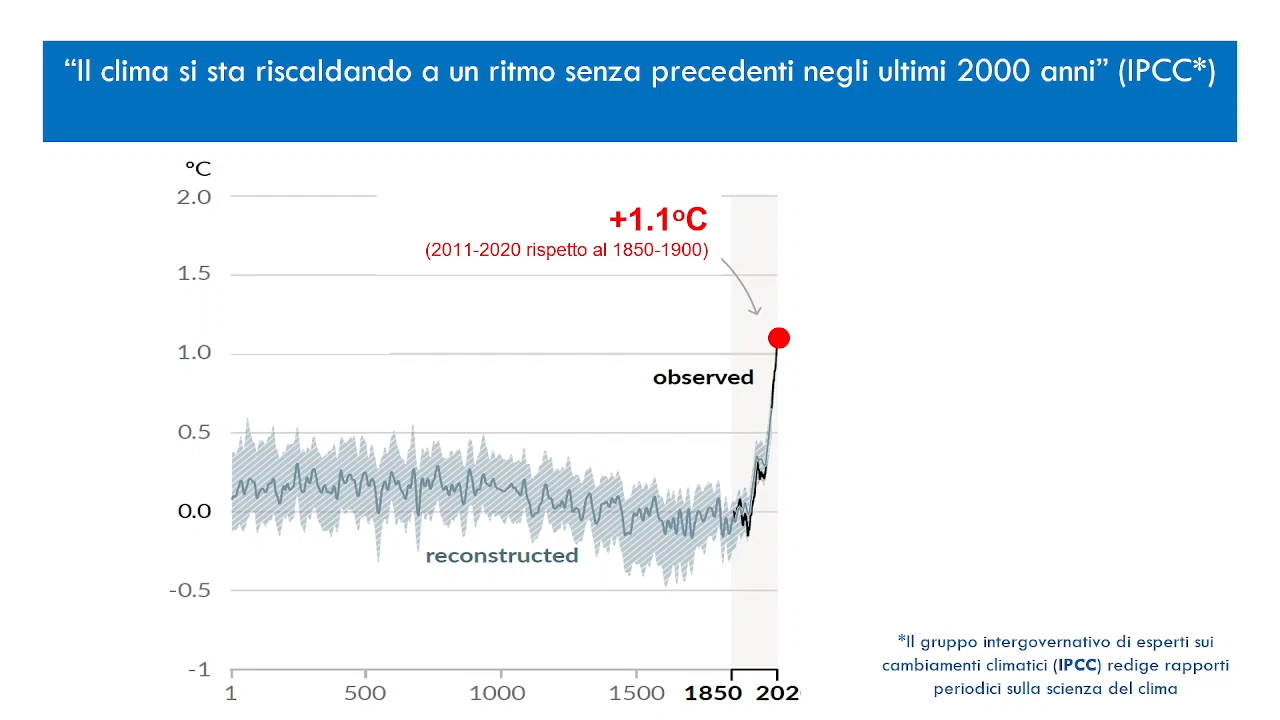 “Il clima si sta riscaldando a un ritmo senza precedenti negli ultimi 2000 anni” (IPCC*)
°C
2.0
+1.1°C
(2011-2020 rispetto al 1850-1900)
1.5
1.0
observed
0.5
0.0
reconstructed
-0.5
-1
1 500 1000 1500 1850 202
*Il gruppo intergovernativo di esperti sui
cambiamenti climatici (IPCC) redige rapporti
periodici sulla scienza del clima